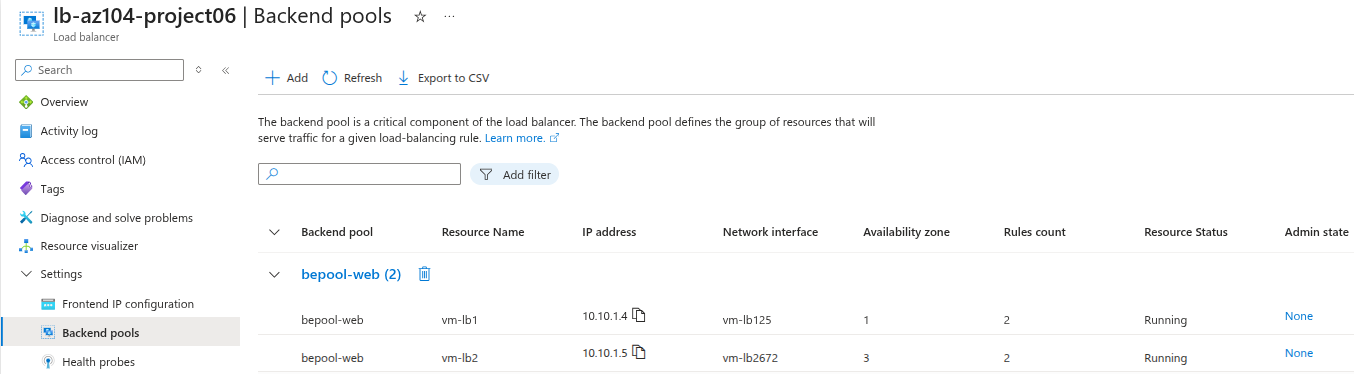 lb-az104-project06 | Backend pools ☆ ...
Load balancer
Search
+ Add Refresh Export to CSV
Overview
Activity log
Access control (IAM)
Tags
Diagnose and solve problems
Resource visualizer
Settings
Frontend IP configuration
Backend pools
Health probes
The backend pool is a critical component of the load balancer. The backend pool defines the group of resources that will
serve traffic for a given load-balancing rule. Learn more.
Add filter
Backend pool Resource Name IP address Network interface Availability zone Rules count Resource Status Admin state
bepool-web (2)
bepool-web vm-lb1 10.10.1.4 vm-lb125 1 2 Running None
bepool-web vm-lb2 10.10.1.5 vm-lb2672 3 2 Running None